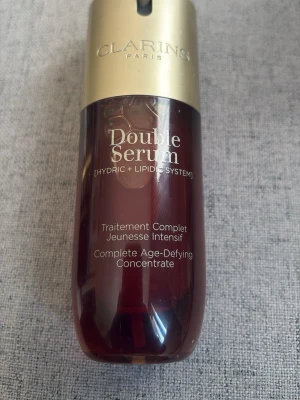 CLARINS
PARIS
Double
Serum
[HYDRIC + LIPIDIC SYSTEM]
Traitement Complet
Jeunesse Intensif
Complete Age-Defying
Concentrate